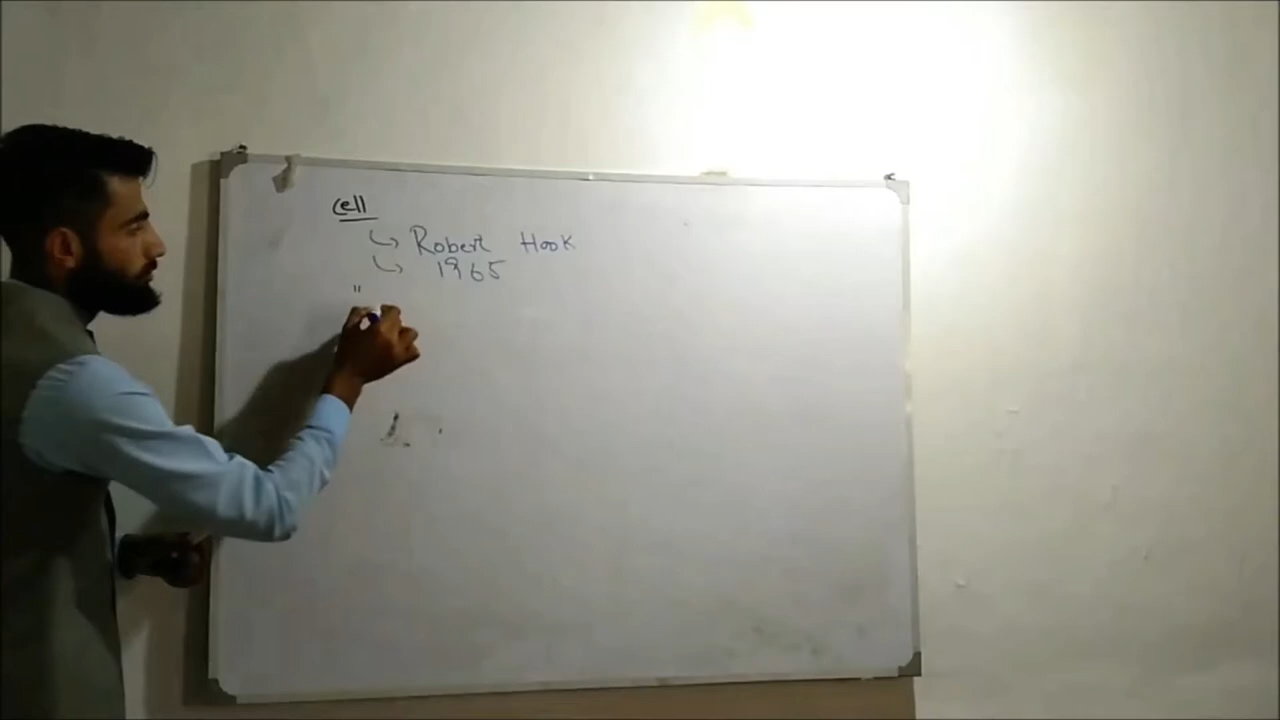 Cell
↳ Robert Hook
↳ 1965
"